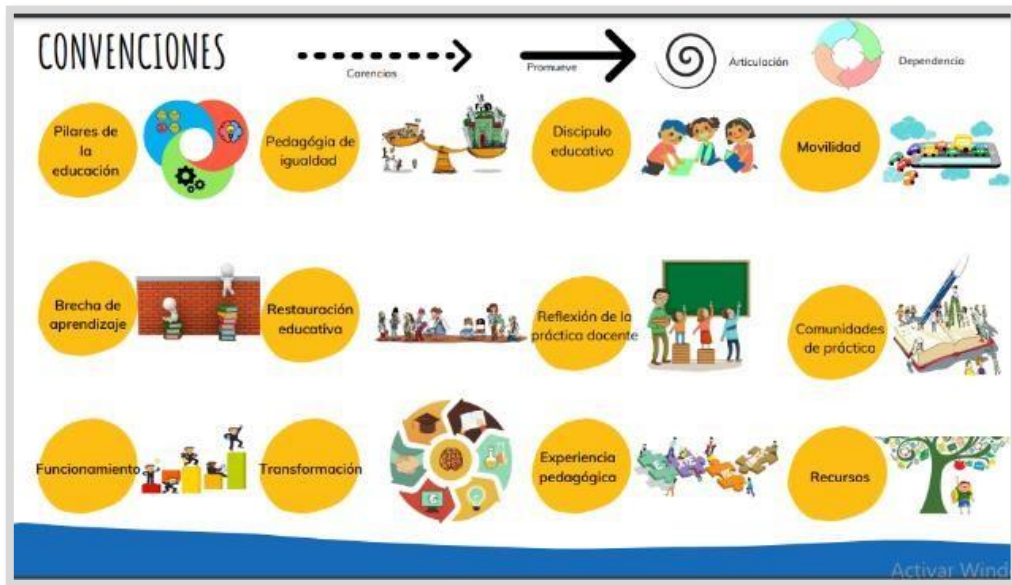 CONVENCIONES
Carencias
Promueve
Articulación
Dependencia
Pilares de
la
educación
Pedagógia de
igualdad
Discipulo
educativo
Movilidad
Brecha de
aprendizaje
Restauración
educativa
Reflexión de la
práctica docente
Comunidades
de práctica
Funcionamiento
Transformación
Experiencia
pedagógica
Recursos
Activar Wind